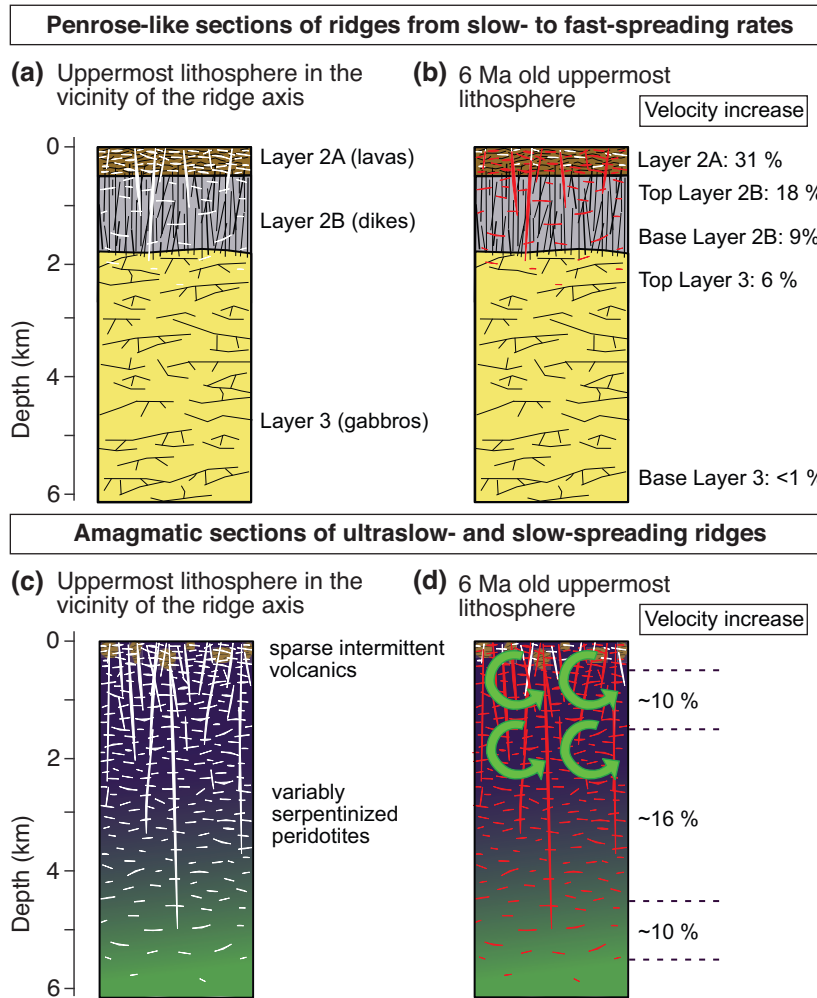 Penrose-like sections of ridges from slow- to fast-spreading rates
(a) Uppermost lithosphere in the
vicinity of the ridge axis
(b) 6 Ma old uppermost
lithosphere
Velocity increase
Depth (km)
0
2
4
6
Layer 2A (lavas)
Layer 2B (dikes)
Layer 3 (gabbros)
Layer 2A: 31 %
Top Layer 2B: 18 %
Base Layer 2B: 9%
Top Layer 3: 6 %
Base Layer 3: <1 %
Amagmatic sections of ultraslow- and slow-spreading ridges
(c) Uppermost lithosphere in the
vicinity of the ridge axis
(d) 6 Ma old uppermost
lithosphere
Velocity increase
Depth (km)
0
2
4
6
sparse intermittent
volcanics
variably
serpentinized
peridotites
~10 %
~16 %
~10 %